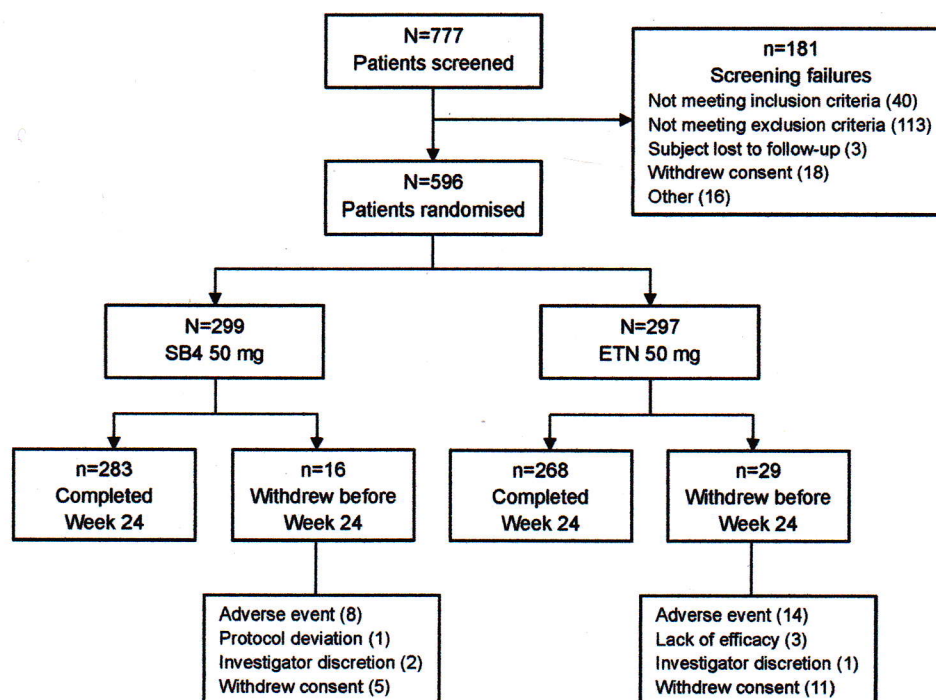 N=777
Patients screened
n=181
Screening failures
Not meeting inclusion criteria (40)
Not meeting exclusion criteria (113)
Subject lost to follow-up (3)
Withdrew consent (18)
Other (16)
N=596
Patients randomised
N=299
SB4 50 mg
N=297
ETN 50 mg
n=283
Completed
Week 24
n=16
Withdrew before
Week 24
n=268
Completed
Week 24
n=29
Withdrew before
Week 24
Adverse event (8)
Protocol deviation (1)
Investigator discretion (2)
Withdrew consent (5)
Adverse event (14)
Lack of efficacy (3)
Investigator discretion (1)
Withdrew consent (11)